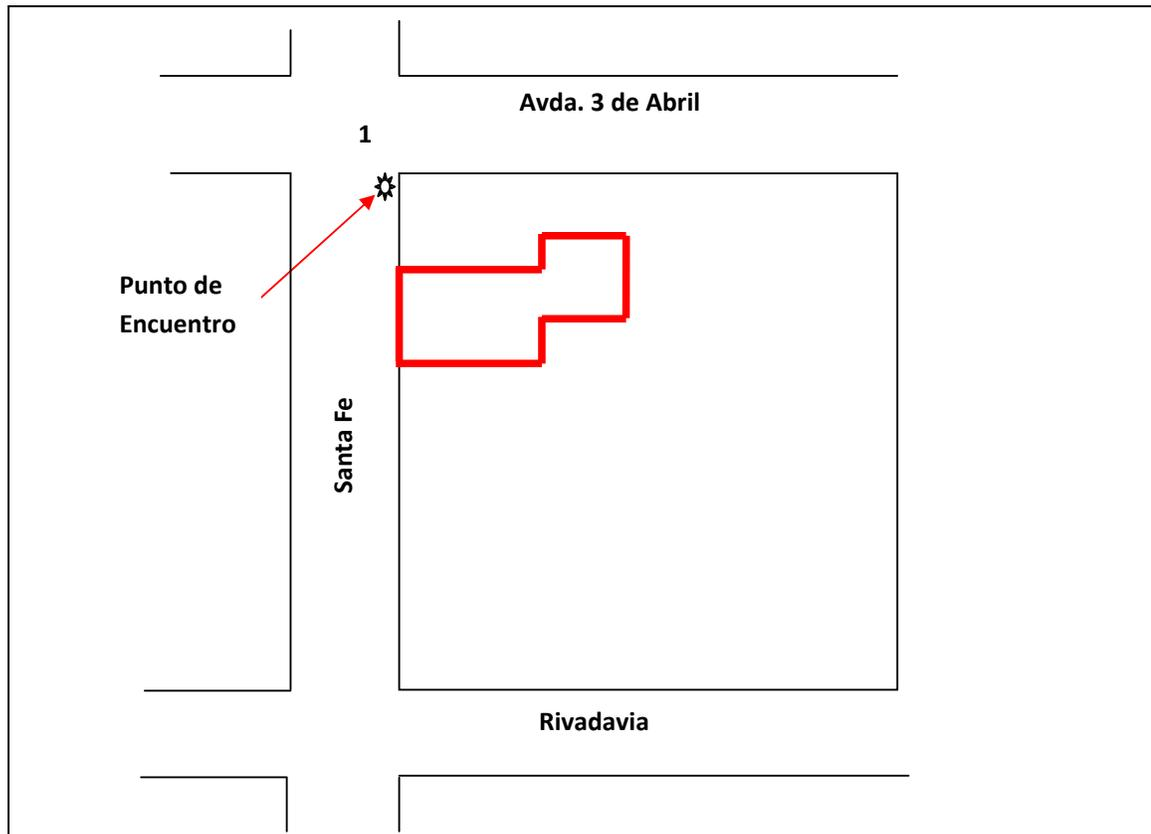 Avda. 3 de Abril
1
Punto de
Encuentro
Santa Fe
Rivadavia